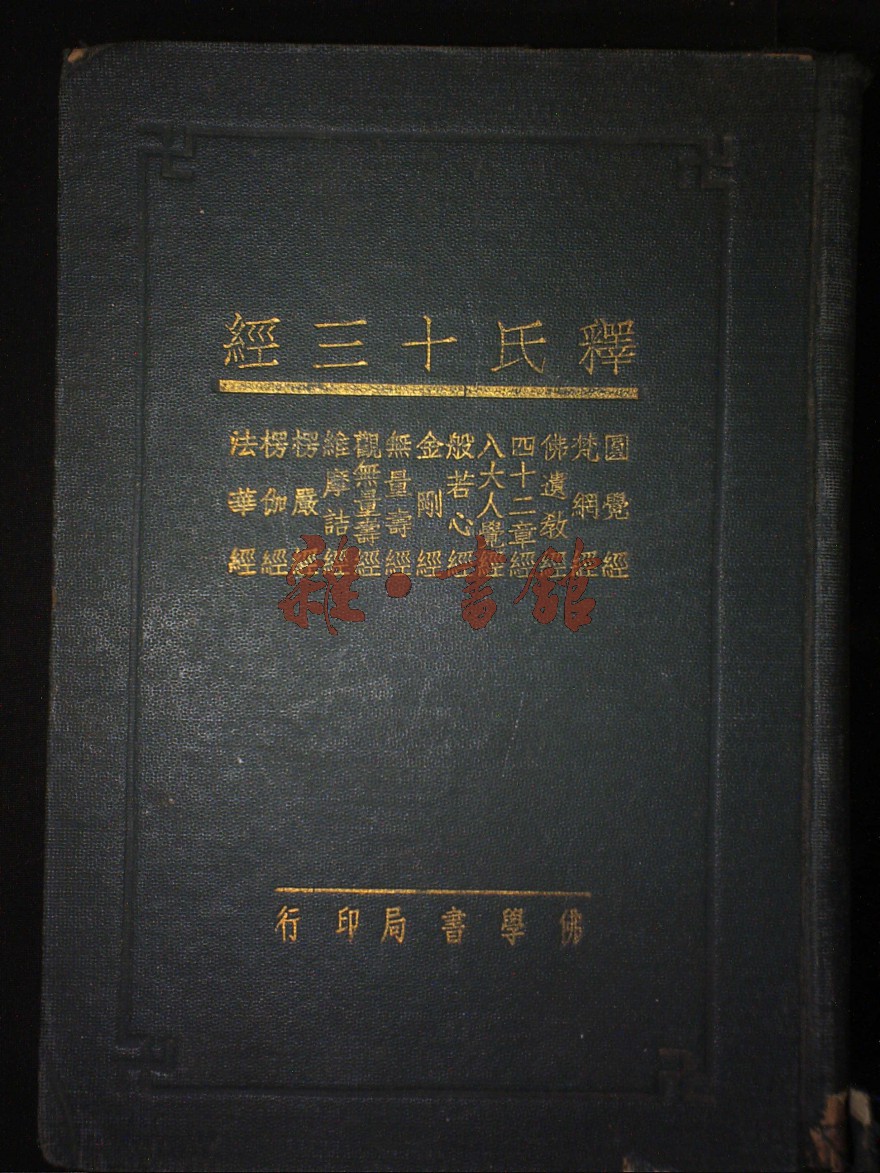 釋氏十三經
圓覺經
梵網經
佛遺教經
四十二章經
八大人覺經
般若心經
金剛經
無量壽經
觀無量壽經
維摩詰經
楞嚴經
楞伽經
法華經
雜·書館
佛學書局印行